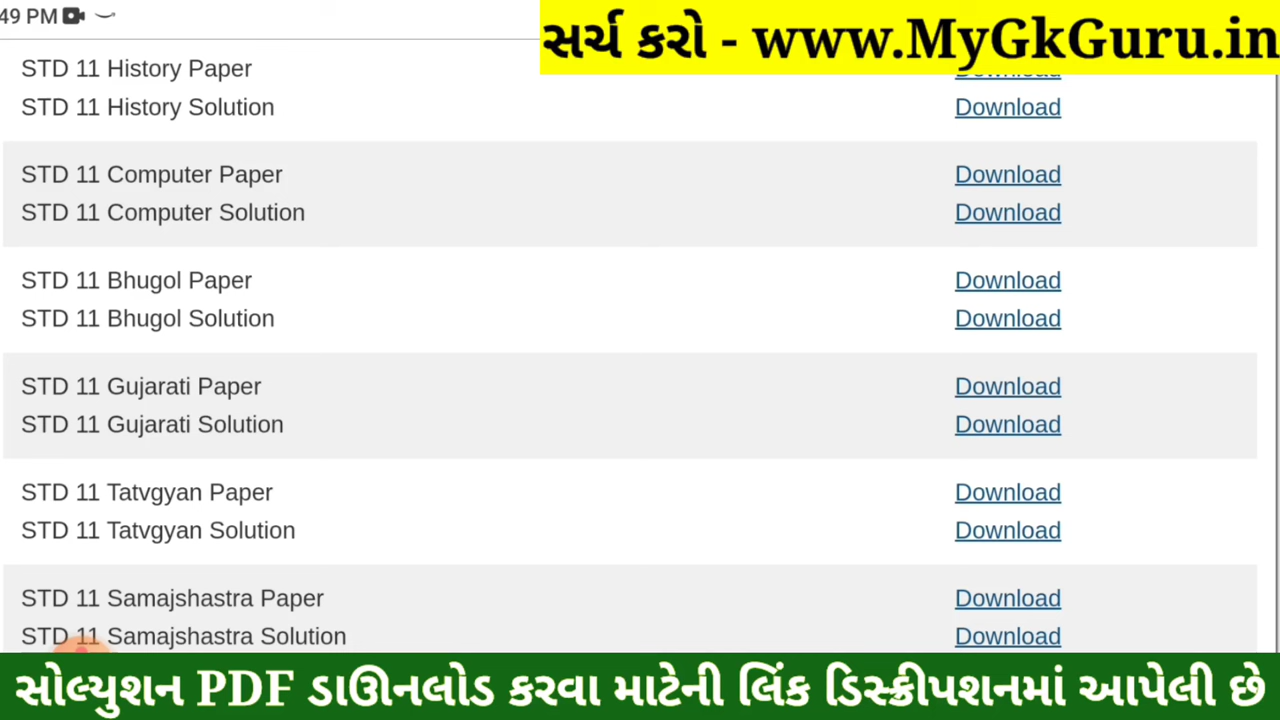 49 PM
સર્ચ કરો - www.MyGkGuru.in
STD 11 History Paper Download
STD 11 History Solution Download
STD 11 Computer Paper Download
STD 11 Computer Solution Download
STD 11 Bhugol Paper Download
STD 11 Bhugol Solution Download
STD 11 Gujarati Paper Download
STD 11 Gujarati Solution Download
STD 11 Tatvgyan Paper Download
STD 11 Tatvgyan Solution Download
STD 11 Samajshastra Paper Download
STD 11 Samajshastra Solution Download
સોલ્યુશન PDF ડાઊનલોડ કરવા માટેની લિંક ડિસ્ક્રીપશનમાં આપેલી છે